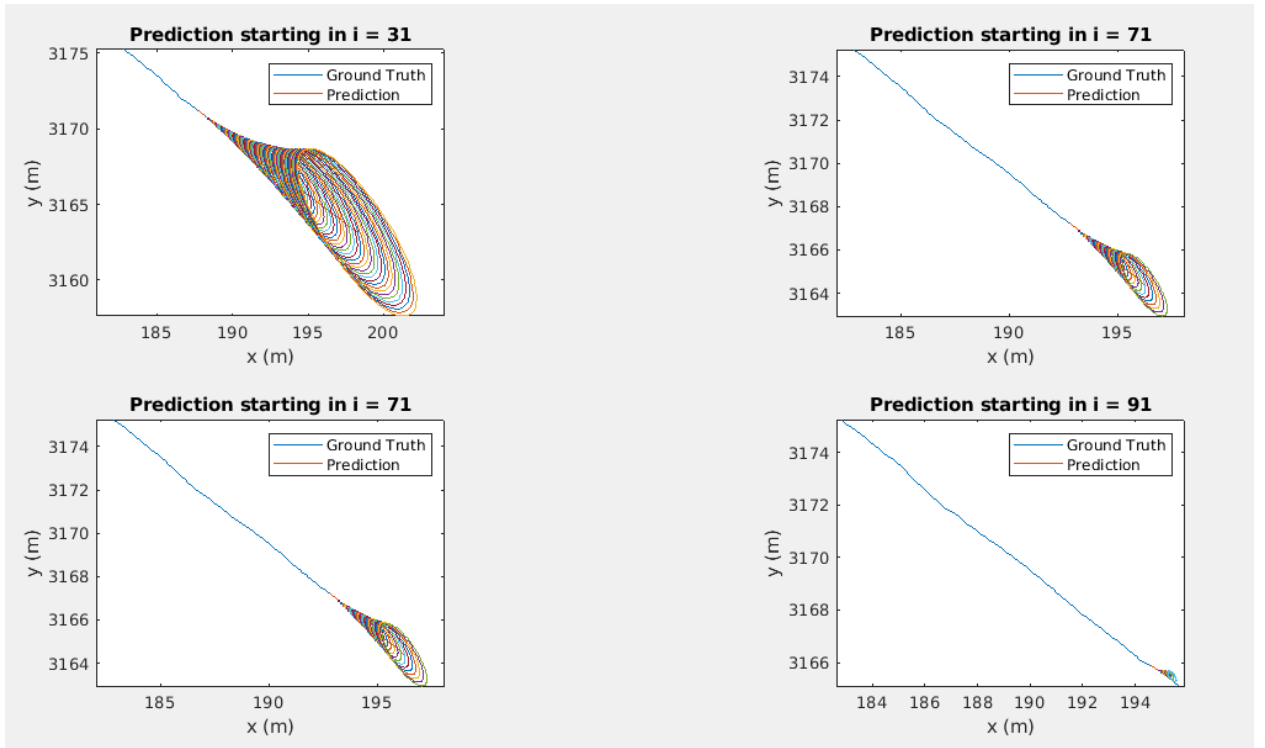 Prediction starting in i = 31
3175
3170
3165
3160
y (m)
Ground Truth
Prediction
185 190 195 200
x (m)
Prediction starting in i = 71
3174
3172
3170
3168
3166
3164
y (m)
Ground Truth
Prediction
185 190 195
x (m)
Prediction starting in i = 71
3174
3172
3170
3168
3166
3164
y (m)
Ground Truth
Prediction
185 190 195
x (m)
Prediction starting in i = 91
3174
3172
3170
3168
3166
y (m)
Ground Truth
Prediction
184 186 188 190 192 194
x (m)